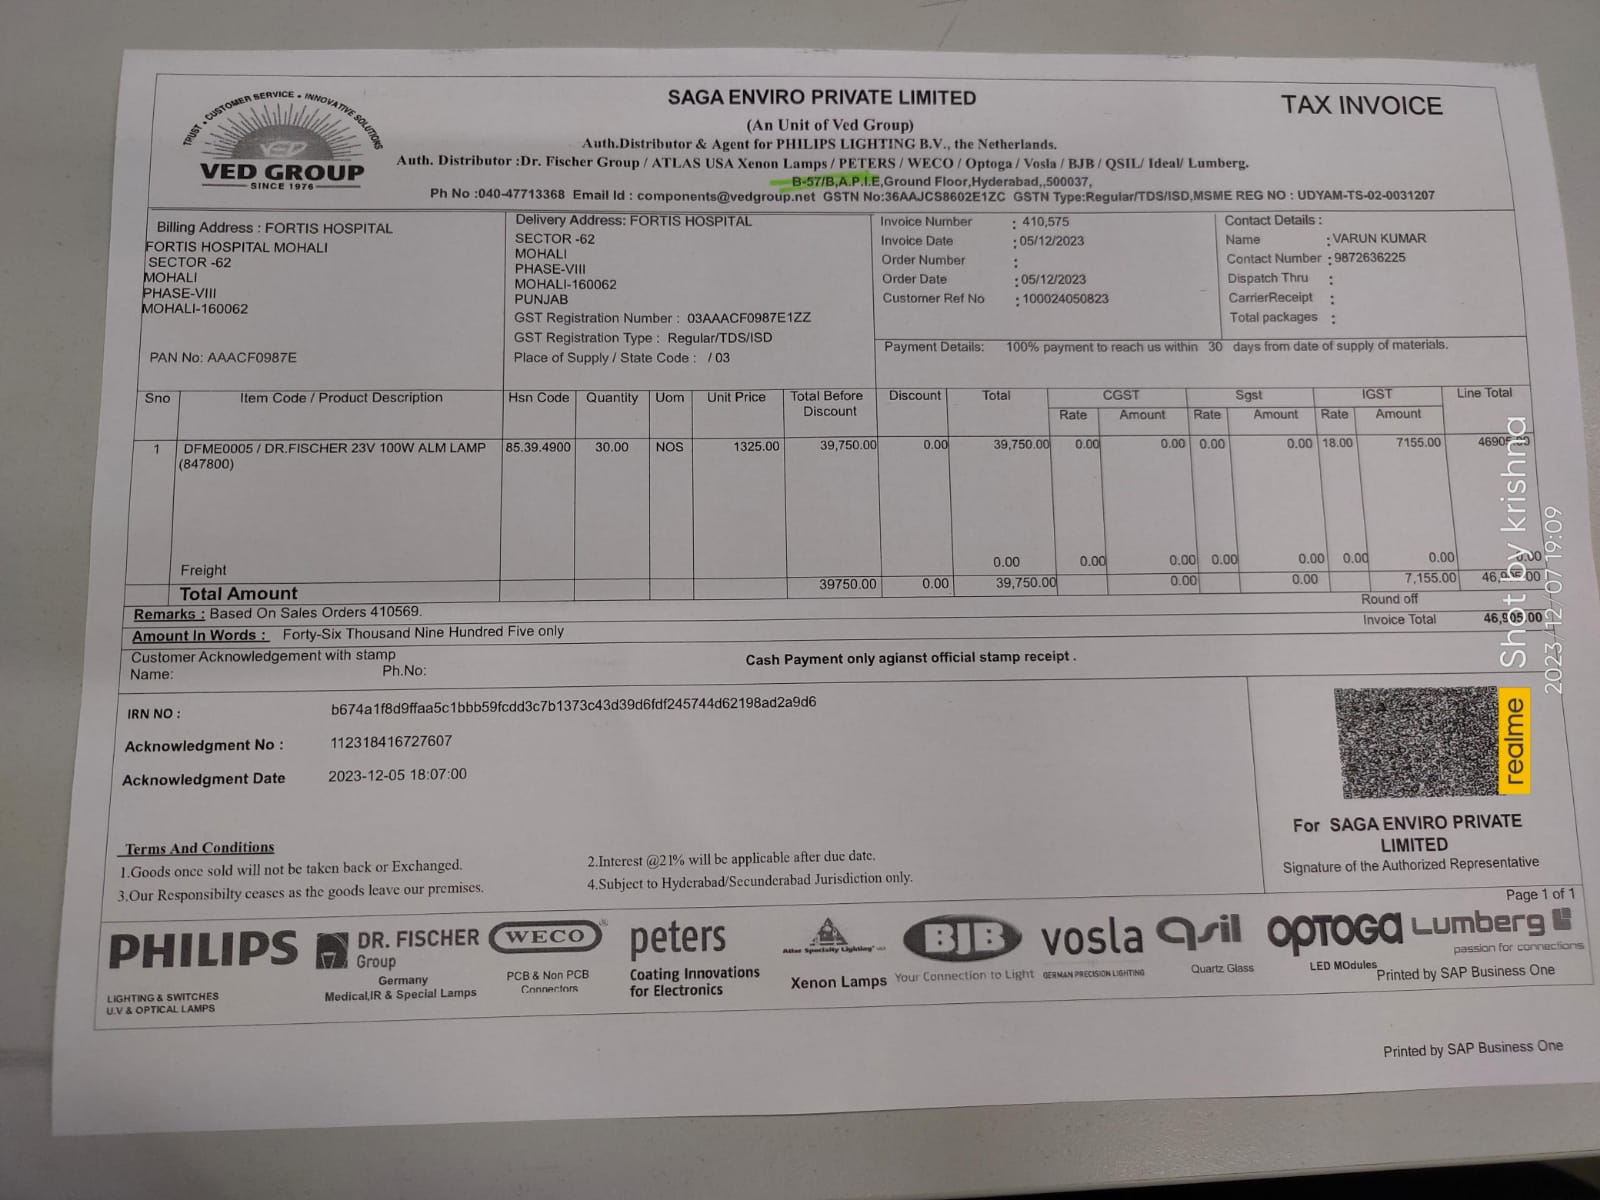 TRUST • CUSTOMER SERVICE • INNOVATIVE SOLUTIONS
VED
VED GROUP
SINCE 1976
SAGA ENVIRO PRIVATE LIMITED
TAX INVOICE
(An Unit of Ved Group)
Auth.Distributor & Agent for PHILIPS LIGHTING B.V., the Netherlands.
Auth. Distributor :Dr. Fischer Group / ATLAS USA Xenon Lamps / PETERS / WECO / Optoga / Vosla / BJB / QSIL/ Ideal/ Lumberg.
B-57/B,A.P.I.E,Ground Floor,Hyderabad,,500037,
Ph No :040-47713368 Email Id : components@vedgroup.net GSTN No:36AAJCS8602E1ZC GSTN Type:Regular/TDS/ISD,MSME REG NO : UDYAM-TS-02-0031207
Billing Address : FORTIS HOSPITAL
FORTIS HOSPITAL MOHALI
SECTOR -62
MOHALI
PHASE-VIII
MOHALI-160062
PAN No: AAACF0987E
Delivery Address: FORTIS HOSPITAL
SECTOR -62
MOHALI
PHASE-VIII
MOHALI-160062
PUNJAB
GST Registration Number : 03AAACF0987E1ZZ
GST Registration Type : Regular/TDS/ISD
Place of Supply / State Code : / 03
Invoice Number : 410,575
Invoice Date : 05/12/2023
Order Number :
Order Date : 05/12/2023
Customer Ref No : 100024050823
Contact Details :
Name : VARUN KUMAR
Contact Number : 9872636225
Dispatch Thru :
CarrierReceipt :
Total packages :
Payment Details: 100% payment to reach us within 30 days from date of supply of materials.
Sno Item Code / Product Description Hsn Code Quantity Uom Unit Price Total Before Discount Discount Total CGST Sgst IGST Line Total
Rate Amount Rate Amount Rate Amount
1 DFME0005 / DR.FISCHER 23V 100W ALM LAMP 85.39.4900 30.00 NOS 1325.00 39,750.00 0.00 39,750.00 0.00 0.00 0.00 0.00 18.00 7155.00 46905.00
(847800)
Freight 0.00 0.00 0.00 0.00 0.00 0.00 0.00 0.00
Total Amount 39750.00 0.00 39,750.00 0.00 0.00 7,155.00 46,905.00
Remarks : Based On Sales Orders 410569.
Round off
Amount In Words : Forty-Six Thousand Nine Hundred Five only
Invoice Total 46,905.00
Customer Acknowledgement with stamp
Name: Ph.No:
Cash Payment only agianst official stamp receipt .
IRN NO : b674a1f8d9ffaa5c1bbb59fcdd3c7b1373c43d39d6fdf245744d62198ad2a9d6
Acknowledgment No : 112318416727607
Acknowledgment Date 2023-12-05 18:07:00
For SAGA ENVIRO PRIVATE
LIMITED
Signature of the Authorized Representative
Terms And Conditions
1.Goods once sold will not be taken back or Exchanged.
2.Interest @21% will be applicable after due date.
3.Our Responsibilty ceases as the goods leave our premises.
4.Subject to Hyderabad/Secunderabad Jurisdiction only.
Page 1 of 1
PHILIPS
LIGHTING & SWITCHES
U.V & OPTICAL LAMPS
DR. FISCHER
Group
Germany
Medical,IR & Special Lamps
WECO®
PCB & Non PCB
Connectors
peters
Coating Innovations
for Electronics
Atlas Specialty Lighting
Xenon Lamps
BJB
Your Connection to Light
vosla
GERMAN PRECISION LIGHTING
qsil
Quartz Glass
OPTOGA
LED MOdules
Lumberg
passion for connections
Printed by SAP Business One
Printed by SAP Business One
realme
Shot by krishna
2023/12/07 19:09